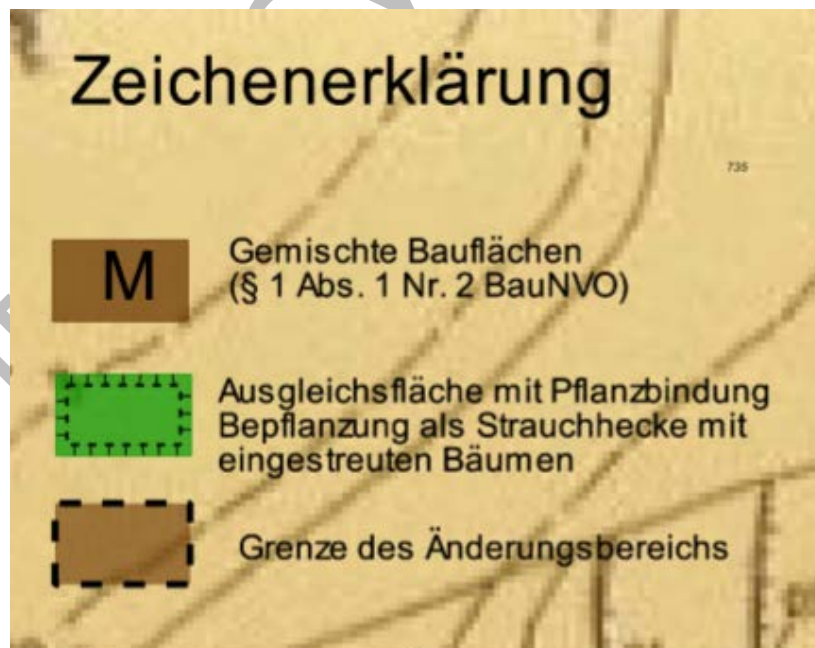 Zeichenerklärung
735
M
Gemischte Bauflächen
(§ 1 Abs. 1 Nr. 2 BauNVO)
Ausgleichsfläche mit Pflanzbindung
Bepflanzung als Strauchhecke mit
eingestreuten Bäumen
Grenze des Änderungsbereichs